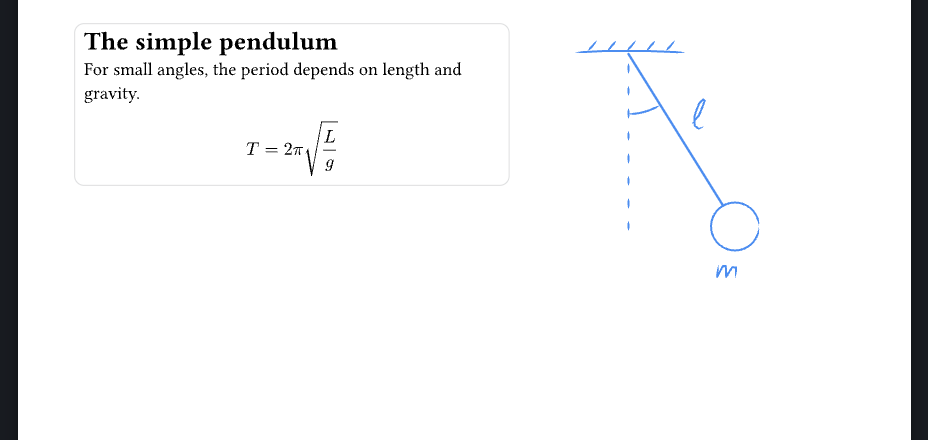 The simple pendulum
For small angles, the period depends on length and
gravity.
T = 2π√(L/g)
ℓ
m